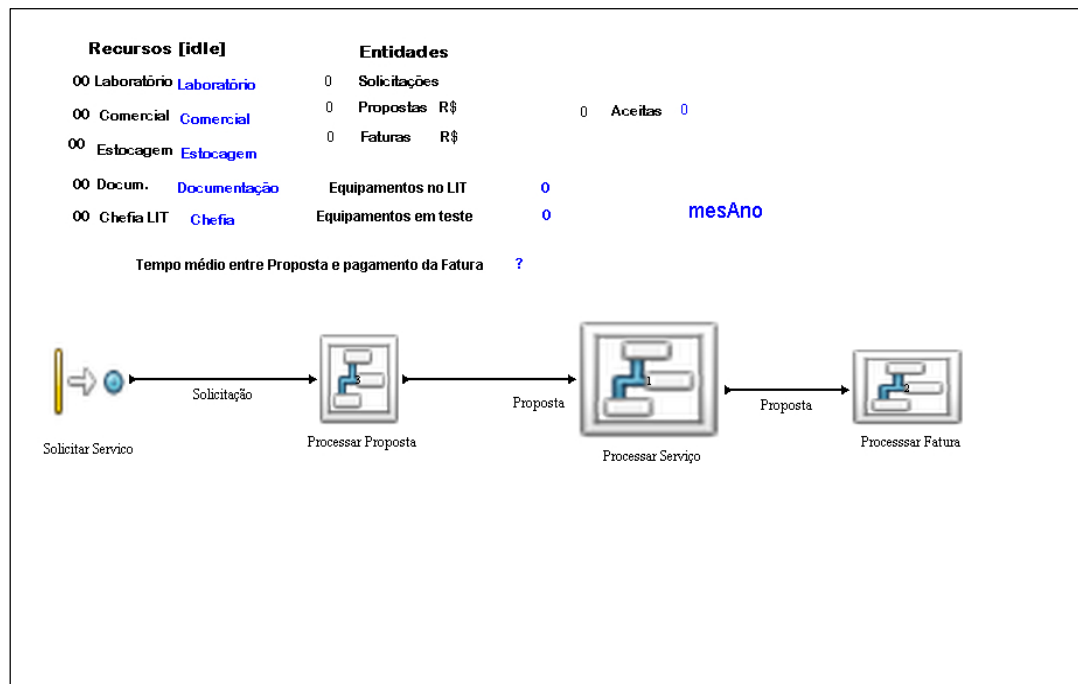 Recursos [idle] Entidades
00 Laboratório Laboratório 0 Solicitações
00 Comercial Comercial 0 Propostas R$ 0 Aceitas 0
00 Estocagem Estocagem 0 Faturas R$
00 Docum. Documentação Equipamentos no LIT 0
00 Chefia LIT Chefia Equipamentos em teste 0 mesAno
Tempo médio entre Proposta e pagamento da Fatura ?
3 1 2
Solicitação Proposta Proposta
Solicitar Servico Processar Proposta Processar Serviço Processsar Fatura